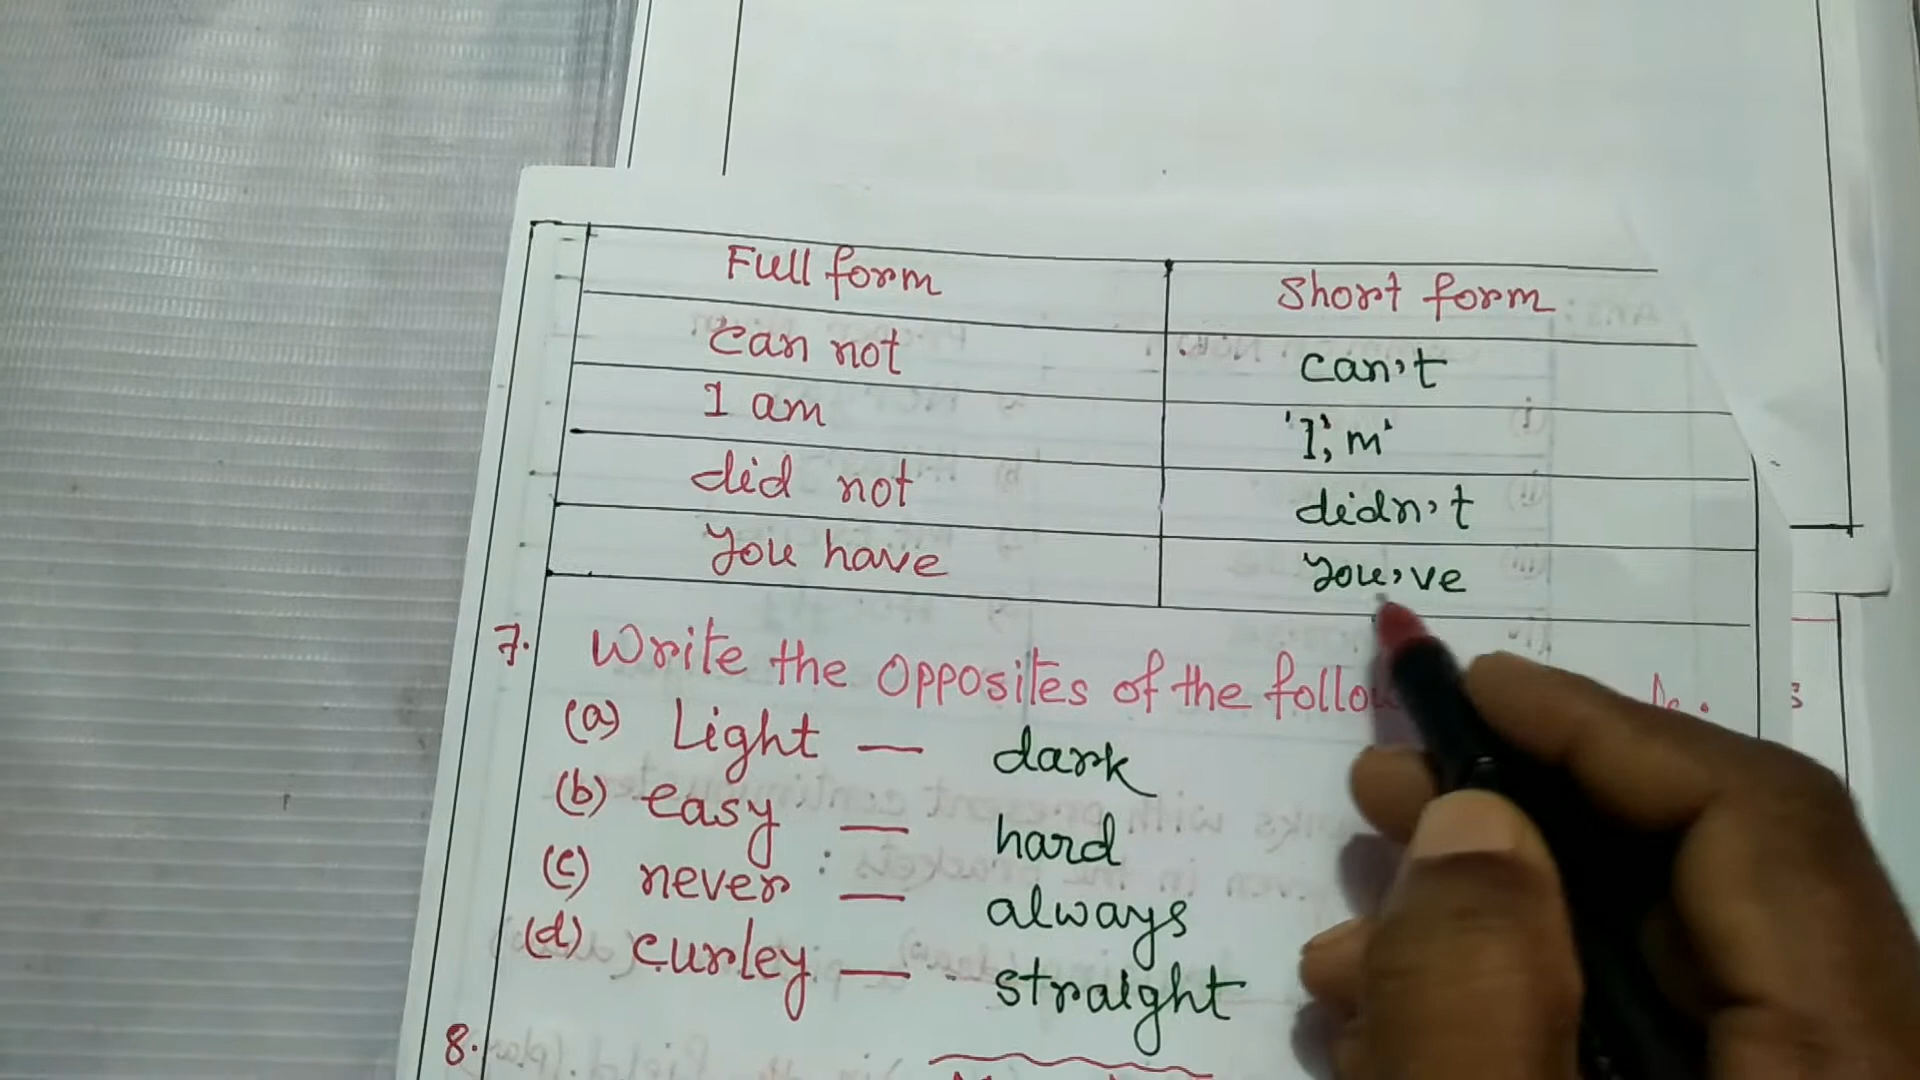 Full form Short form
can not can't
I am 'I'm'
did not didn't
You have You've
7. Write the opposites of the
(a) Light — dark
(b) easy — hard
(c) never — always
(d) curley — straight
8.